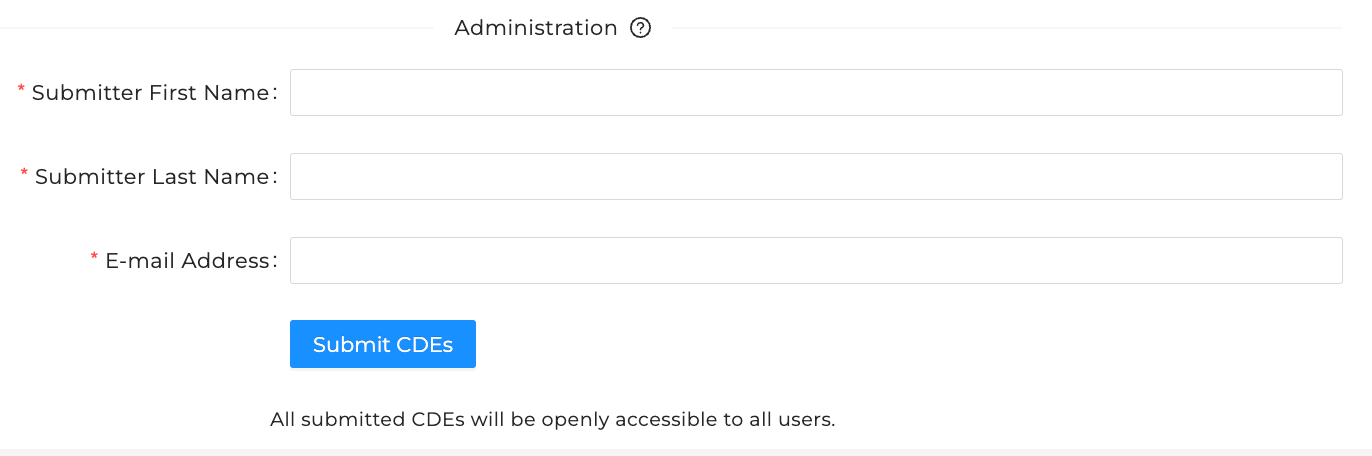 Administration ?
* Submitter First Name:
* Submitter Last Name:
* E-mail Address:
Submit CDEs
All submitted CDEs will be openly accessible to all users.